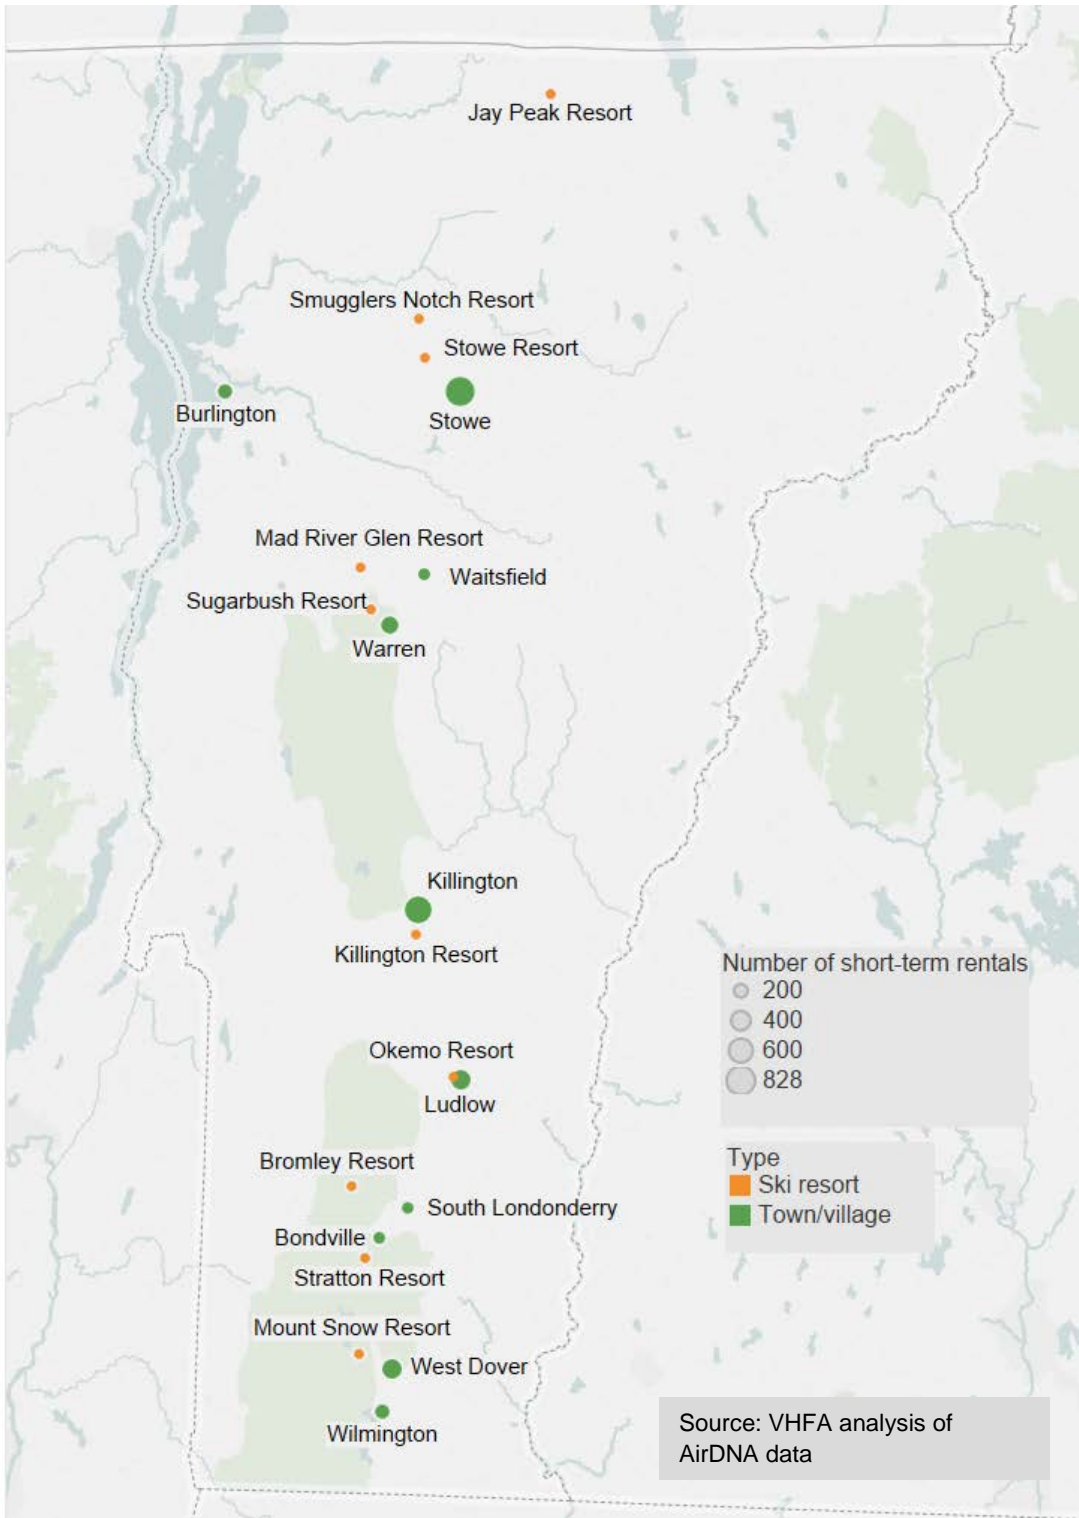 Jay Peak Resort
Smugglers Notch Resort
Stowe Resort
Burlington
Stowe
Mad River Glen Resort
Waitsfield
Sugarbush Resort
Warren
Killington
Killington Resort
Number of short-term rentals
200
400
600
828
Okemo Resort
Ludlow
Bromley Resort
Type
Ski resort
Town/village
South Londonderry
Bondville
Stratton Resort
Mount Snow Resort
West Dover
Wilmington
Source: VHFA analysis of
AirDNA data